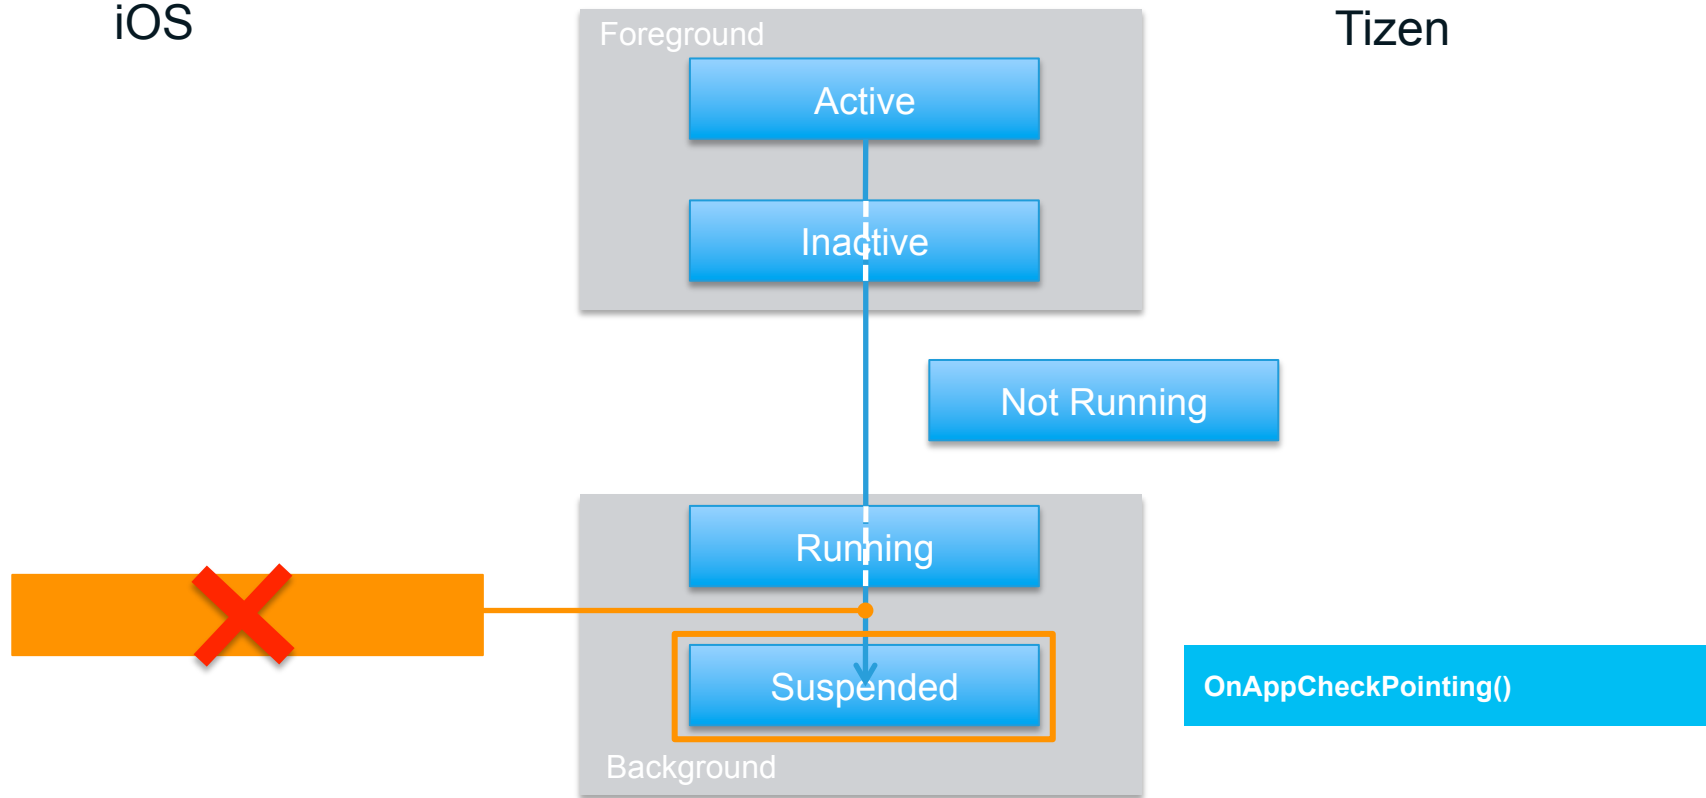 iOS
Tizen
Foreground
Active
Inactive
Not Running
Running
Suspended
OnAppCheckPointing()
Background